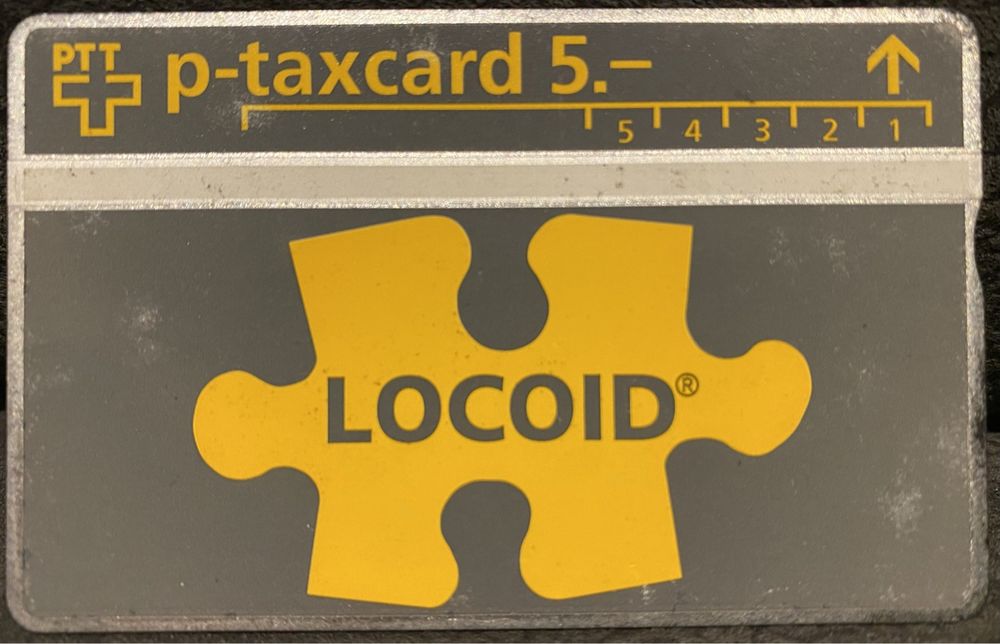 PTT
p-taxcard 5.–
5 4 3 2 1
LOCOID®